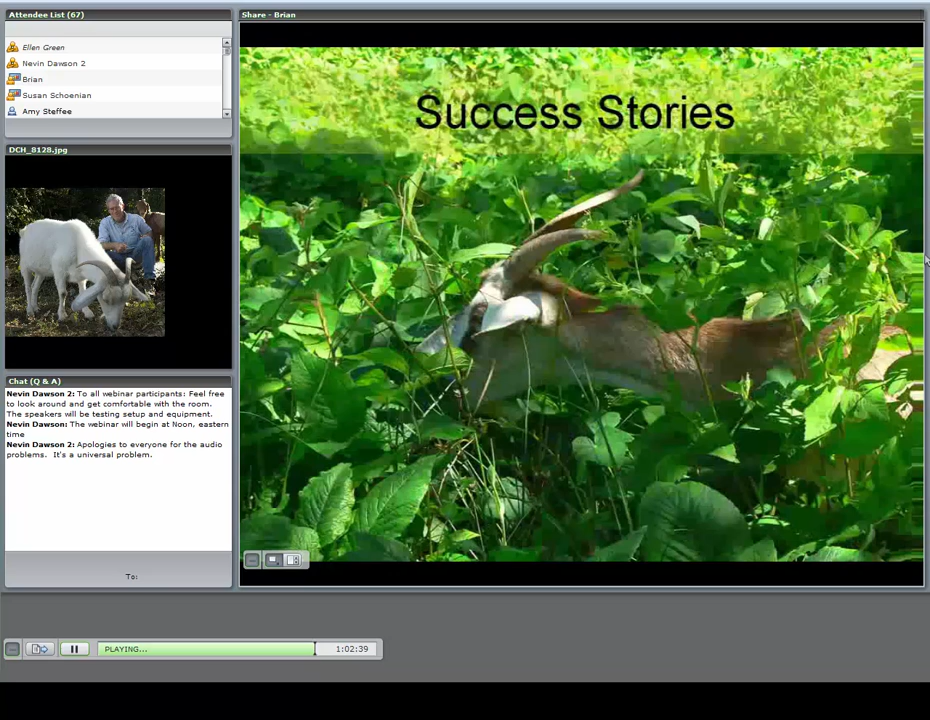 Attendee List (67)
Ellen Green
Nevin Dawson 2
Brian
Susan Schoenian
Amy Steffee
DCH_8128.jpg
Chat (Q & A)
Nevin Dawson 2: To all webinar participants: Feel free
to look around and get comfortable with the room.
The speakers will be testing setup and equipment.
Nevin Dawson: The webinar will begin at Noon, eastern
time
Nevin Dawson 2: Apologies to everyone for the audio
problems. It's a universal problem.
To:
Share - Brian
Success Stories
PLAYING...
1:02:39